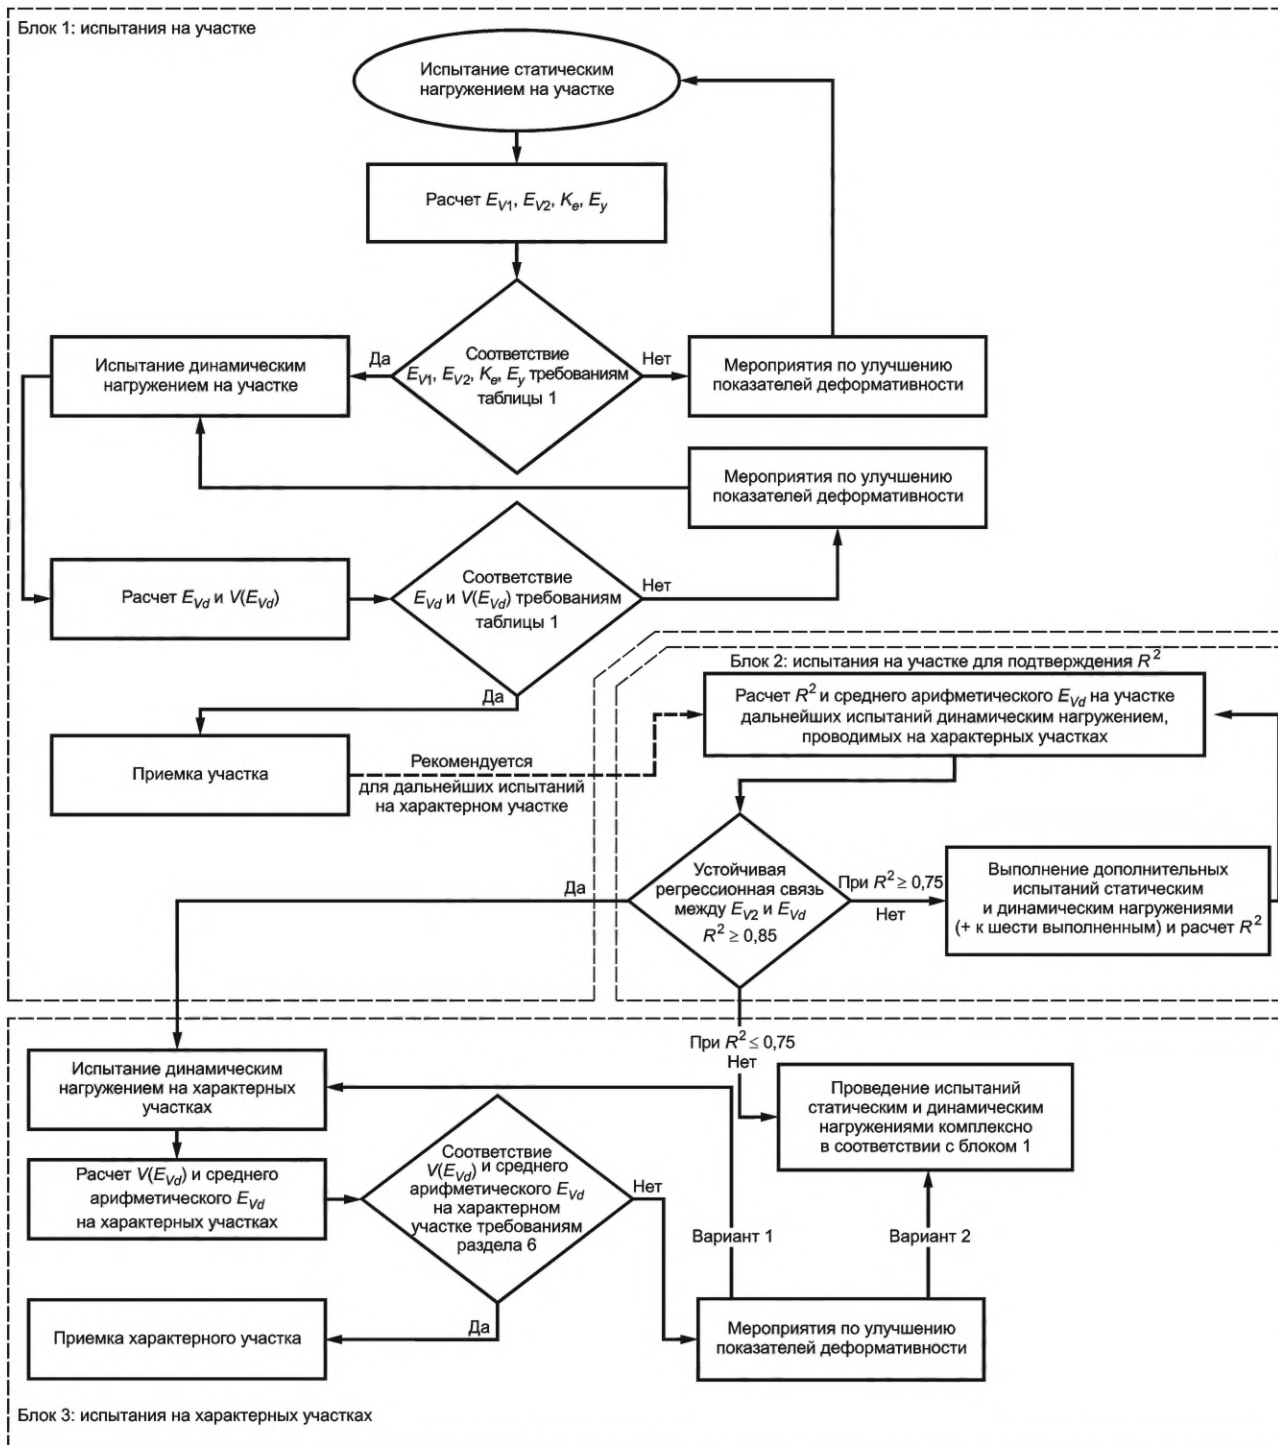 Блок 1: испытания на участке
Испытание статическим
нагружением на участке
Расчет E_V1, E_V2, K_e, E_y
Соответствие
E_V1, E_V2, K_e, E_y требованиям
таблицы 1
Да
Нет
Испытание динамическим
нагружением на участке
Мероприятия по улучшению
показателей деформативности
Мероприятия по улучшению
показателей деформативности
Расчет E_Vd и V(E_Vd)
Соответствие
E_Vd и V(E_Vd) требованиям
таблицы 1
Нет
Да
Приемка участка
Рекомендуется
для дальнейших испытаний
на характерном участке
Блок 2: испытания на участке для подтверждения R²
Расчет R² и среднего арифметического E_Vd на участке
дальнейших испытаний динамическим нагружением,
проводимых на характерных участках
Устойчивая
регрессионная связь
между E_V2 и E_Vd
R² ≥ 0,85
Да
При R² ≥ 0,75
Нет
Выполнение дополнительных
испытаний статическим
и динамическим нагружениями
(+ к шести выполненным) и расчет R²
При R² ≤ 0,75
Нет
Испытание динамическим
нагружением на характерных
участках
Проведение испытаний
статическим и динамическим
нагружениями комплексно
в соответствии с блоком 1
Расчет V(E_Vd) и среднего
арифметического E_Vd
на характерных участках
Соответствие
V(E_Vd) и среднего
арифметического E_Vd
на характерном
участке требованиям
раздела 6
Нет
Да
Вариант 1
Вариант 2
Приемка характерного участка
Мероприятия по улучшению
показателей деформативности
Блок 3: испытания на характерных участках